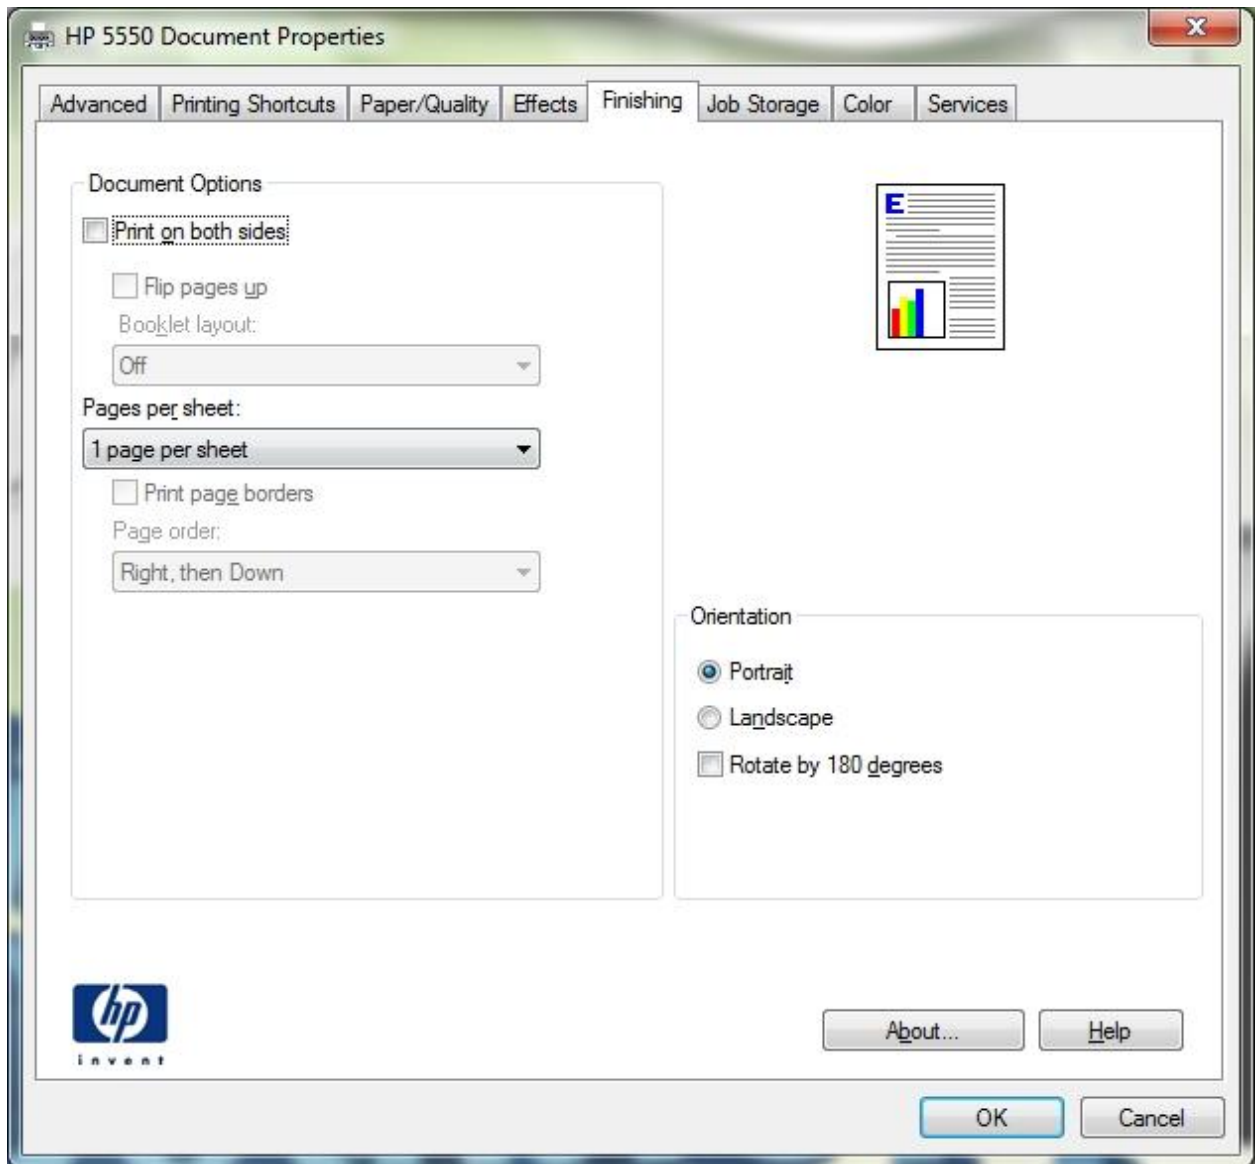 HP 5550 Document Properties
Advanced Printing Shortcuts Paper/Quality Effects Finishing Job Storage Color Services
Document Options
Print on both sides
Flip pages up
Booklet layout:
Off
Pages per sheet:
1 page per sheet
Print page borders
Page order:
Right, then Down
E
Orientation
Portrait
Landscape
Rotate by 180 degrees
hp
invent
About...
Help
OK
Cancel